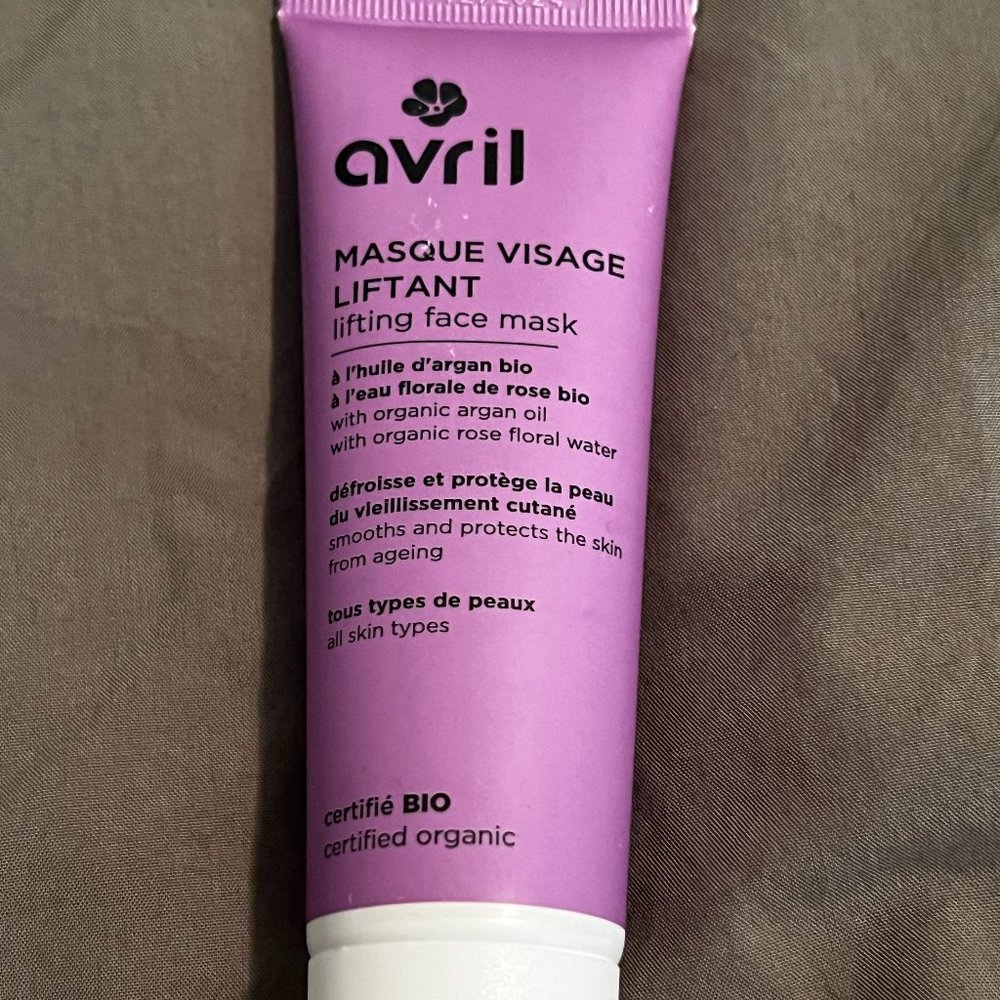 avril
MASQUE VISAGE
LIFTANT
lifting face mask
à l'huile d'argan bio
à l'eau florale de rose bio
with organic argan oil
with organic rose floral water
défroisse et protège la peau
du vieillissement cutané
smooths and protects the skin
from ageing
tous types de peaux
all skin types
certifié BIO
certified organic